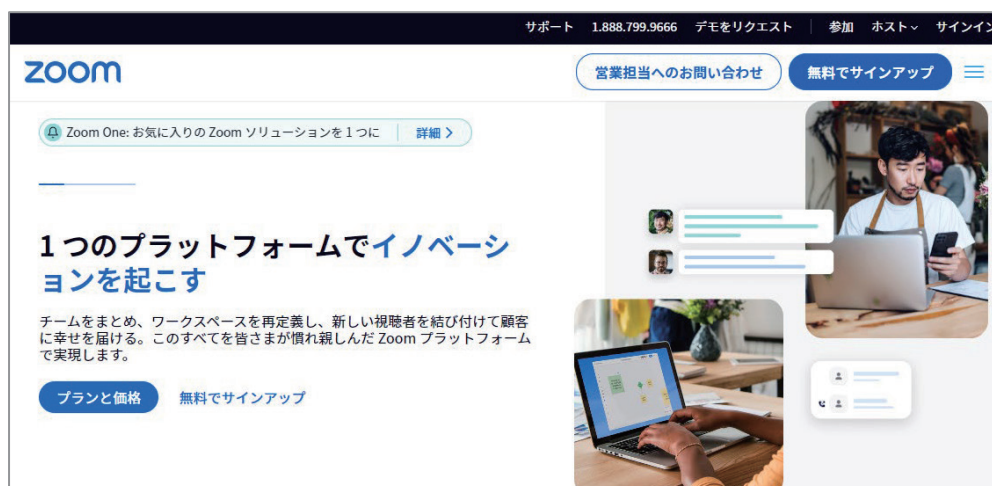 サポート 1.888.799.9666 デモをリクエスト 参加 ホスト サインイン
zoom 営業担当へのお問い合わせ 無料でサインアップ
Zoom One: お気に入りの Zoom ソリューションを 1 つに 詳細
1 つのプラットフォームでイノベーシ
ョンを起こす
チームをまとめ、ワークスペースを再定義し、新しい視聴者を結び付けて顧客
に幸せを届ける。このすべてを皆さまが慣れ親しんだ Zoom プラットフォーム
で実現します。
プランと価格 無料でサインアップ